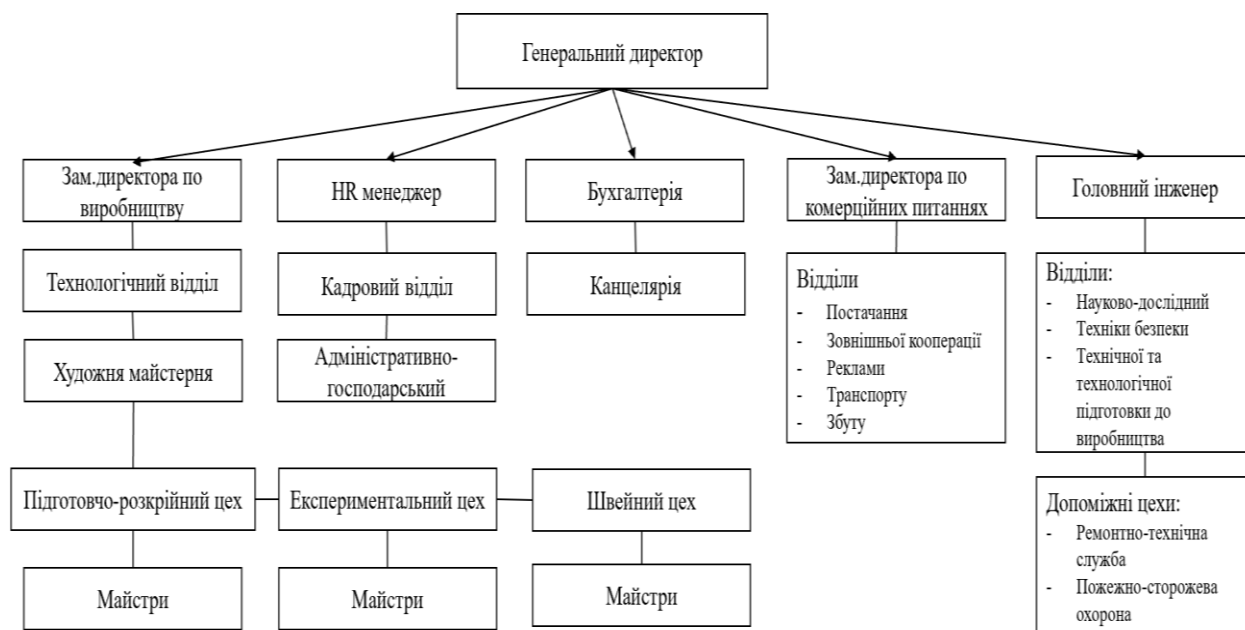 Генеральний директор
Зам.директора по
виробництву
HR менеджер
Бухгалтерія
Зам.директора по
комерційних питаннях
Головний інженер
Технологічний відділ
Кадровий відділ
Канцелярія
Відділи
- Постачання
- Зовнішньої кооперації
- Реклами
- Транспорту
- Збуту
Відділи:
- Науково-дослідний
- Техніки безпеки
- Технічної та
технологічної
підготовки до
виробництва
Художня майстерня
Адміністративно-
господарський
Підготовчо-розкрійний цех
Експериментальний цех
Швейний цех
Допоміжні цехи:
- Ремонтно-технічна
служба
- Пожежно-сторожева
охорона
Майстри
Майстри
Майстри